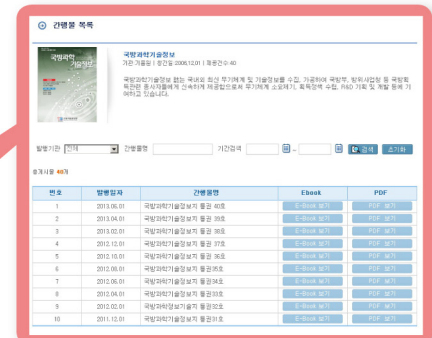 간행물 목록
국방과학
기술정보
국방과학기술정보
기관:기품원 | 창간일:2006,12,01 | 제본건수:40
국방과학기술정보 誌는 국내외 최신 무기체계 및 기술정보를 수집, 가공하여 국방부, 방위사업청 등 국방획
득관련 종사자들에게 신속하게 제공함으로써 무기체계 소요제기, 획득정책 수립, R&D 기획 및 개발 등에 기
여하고 있습니다.
발행기관 전체 간행물명 기간검색 ~ 검색 초기화
총게시물 40개
번호 발행일자 간행물명 Ebook PDF
1 2013.06.01 국방과학기술정보지 통권 40호 E-Book 보기 PDF 보기
2 2013.04.01 국방과학기술정보지 통권 39호 E-Book 보기 PDF 보기
3 2013.02.01 국방과학기술정보지 통권 38호 E-Book 보기 PDF 보기
4 2012.12.01 국방과학기술정보지 통권 37호 E-Book 보기 PDF 보기
5 2012.10.01 국방과학기술정보지 통권 36호 E-Book 보기 PDF 보기
6 2012.08.01 국방과학기술정보지 통권35호 E-Book 보기 PDF 보기
7 2012.06.01 국방과학기술정보지 통권34호 E-Book 보기 PDF 보기
8 2012.04.01 국방과학기술정보지 통권33호 E-Book 보기 PDF 보기
9 2012.02.01 국방과학정보기술지 통권32호 E-Book 보기 PDF 보기
10 2011.12.01 국방과학기술정보지 통권31호 E-Book 보기 PDF 보기